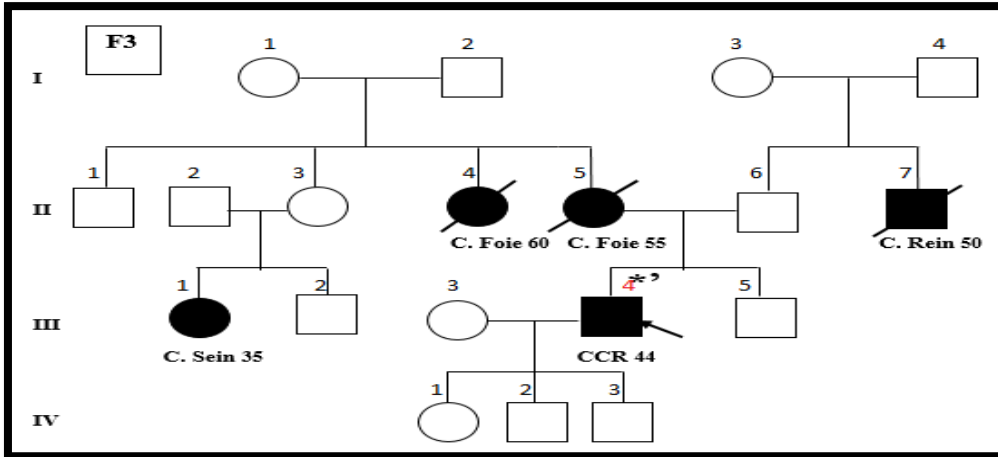 F3
1 2 3 4
I
1 2 3 4 5 6 7
II
C. Foie 60 C. Foie 55 C. Rein 50
1 2 3 4*’ 5
III
C. Sein 35 CCR 44
1 2 3
IV